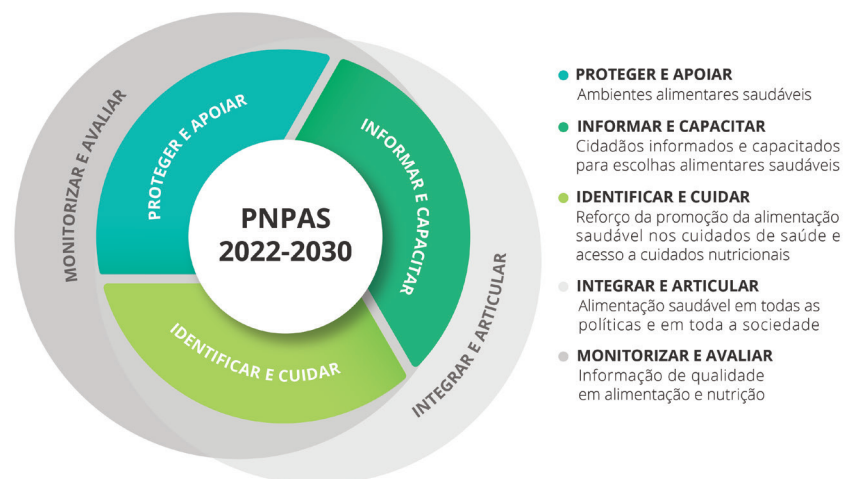 MONITORIZAR E AVALIAR
PROTEGER E APOIAR
INFORMAR E CAPACITAR
IDENTIFICAR E CUIDAR
INTEGRAR E ARTICULAR
PNPAS
2022-2030
PROTEGER E APOIAR
Ambientes alimentares saudáveis
INFORMAR E CAPACITAR
Cidadãos informados e capacitados
para escolhas alimentares saudáveis
IDENTIFICAR E CUIDAR
Reforço da promoção da alimentação
saudável nos cuidados de saúde e
acesso a cuidados nutricionais
INTEGRAR E ARTICULAR
Alimentação saudável em todas as
políticas e em toda a sociedade
MONITORIZAR E AVALIAR
Informação de qualidade
em alimentação e nutrição